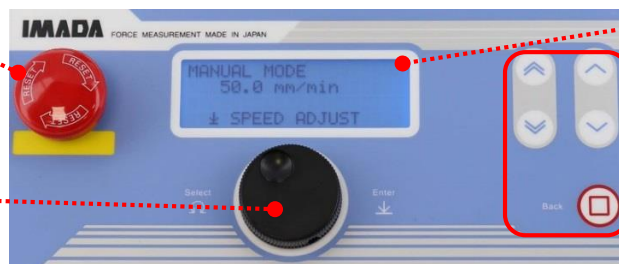 IMADA FORCE MEASUREMENT MADE IN JAPAN
RESET RESET RESET
MANUAL MODE
50.0 mm/min
SPEED ADJUST
Select
Enter
Back